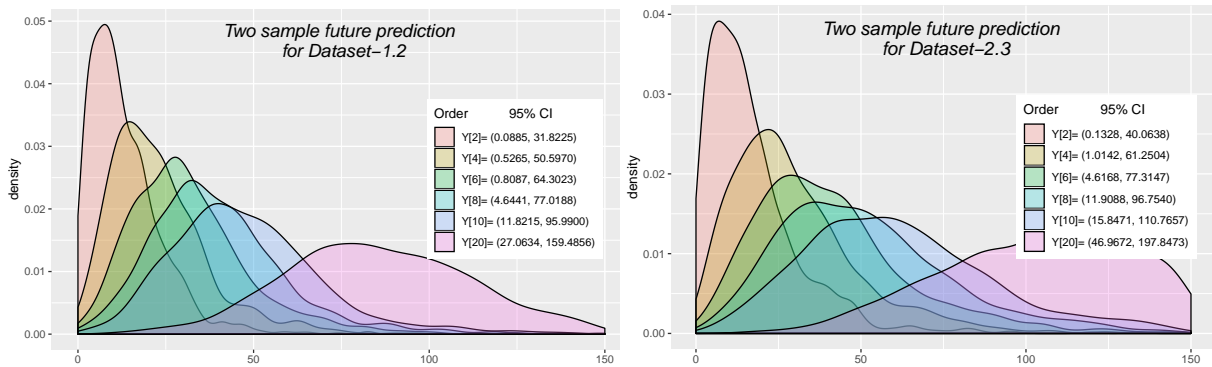 Two sample future prediction
for Dataset−1.2
density
0.05
0.04
0.03
0.02
0.01
0.00
0
50
100
150
Order 95% CI
Y[2]= (0.0885, 31.8225)
Y[4]= (0.5265, 50.5970)
Y[6]= (0.8087, 64.3023)
Y[8]= (4.6441, 77.0188)
Y[10]= (11.8215, 95.9900)
Y[20]= (27.0634, 159.4856)
Two sample future prediction
for Dataset−2.3
density
0.04
0.03
0.02
0.01
0.00
0
50
100
150
Order 95% CI
Y[2]= (0.1328, 40.0638)
Y[4]= (1.0142, 61.2504)
Y[6]= (4.6168, 77.3147)
Y[8]= (11.9088, 96.7540)
Y[10]= (15.8471, 110.7657)
Y[20]= (46.9672, 197.8473)